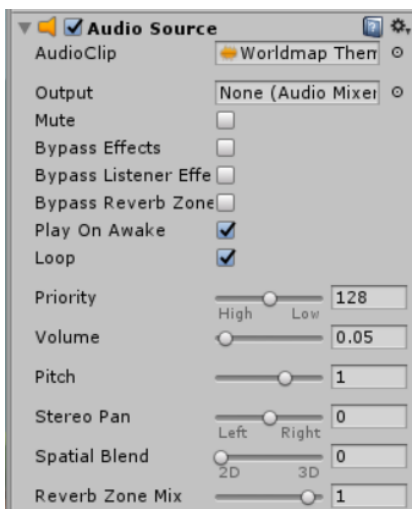 Audio Source
AudioClip Worldmap Them
Output None (Audio Mixer
Mute
Bypass Effects
Bypass Listener Effe
Bypass Reverb Zone
Play On Awake
Loop
Priority 128
High Low
Volume 0.05
Pitch 1
Stereo Pan 0
Left Right
Spatial Blend 0
2D 3D
Reverb Zone Mix 1